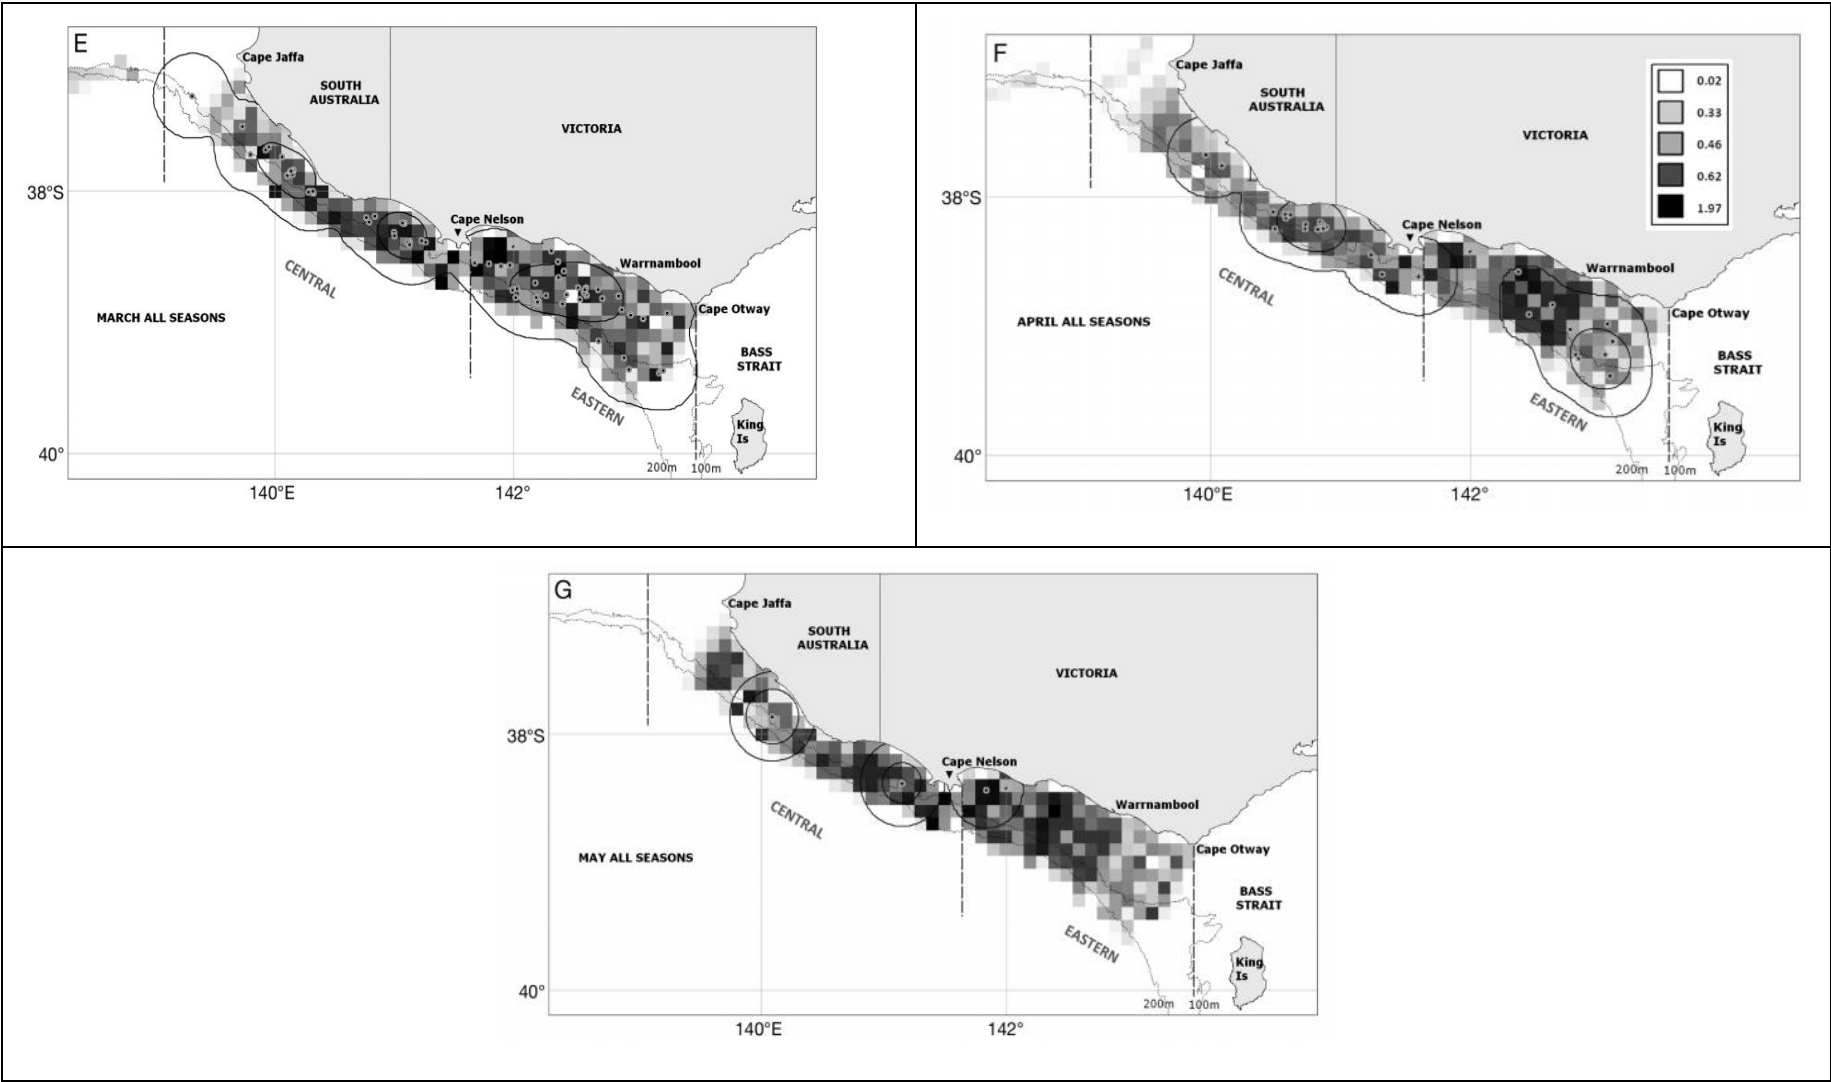 E
Cape Jaffa
SOUTH
AUSTRALIA
VICTORIA
38°S
Cape Nelson
Warrnambool
CENTRAL
Cape Otway
MARCH ALL SEASONS
BASS
STRAIT
EASTERN
King
Is
40°
200m 100m
140°E 142°
F
Cape Jaffa
0.02
SOUTH
AUSTRALIA
0.33
VICTORIA
0.46
0.62
38°S
1.97
Cape Nelson
Warrnambool
CENTRAL
Cape Otway
APRIL ALL SEASONS
BASS
STRAIT
EASTERN
King
Is
40°
200m 100m
140°E 142°
G
Cape Jaffa
SOUTH
AUSTRALIA
VICTORIA
38°S
Cape Nelson
Warrnambool
CENTRAL
Cape Otway
MAY ALL SEASONS
BASS
STRAIT
EASTERN
King
Is
40°
200m 100m
140°E 142°